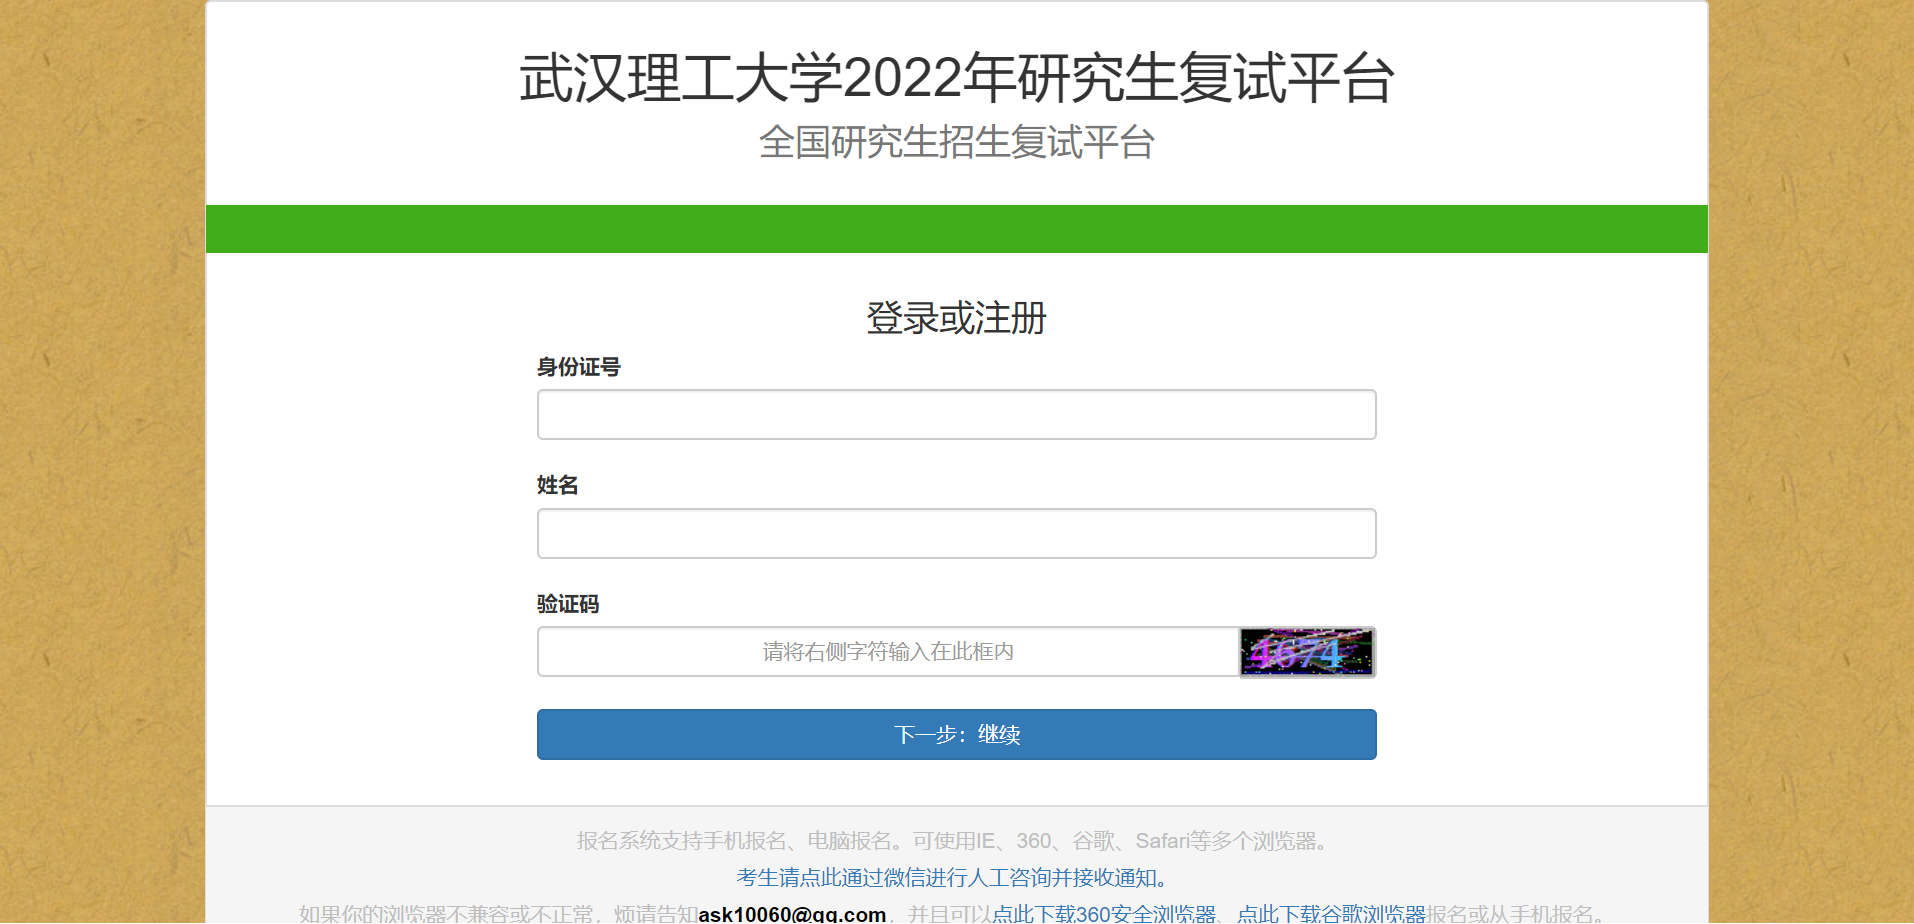 武汉理工大学2022年研究生复试平台
全国研究生招生复试平台
登录或注册
身份证号
姓名
验证码
请将右侧字符输入在此框内
4674
下一步：继续
报名系统支持手机报名、电脑报名。可使用IE、360、谷歌、Safari等多个浏览器。
考生请点此通过微信进行人工咨询并接收通知。
如果你的浏览器不兼容或不正常，烦请告知ask10060@qq.com，并且可以点此下载360安全浏览器、点此下载谷歌浏览器报名或从手机报名。